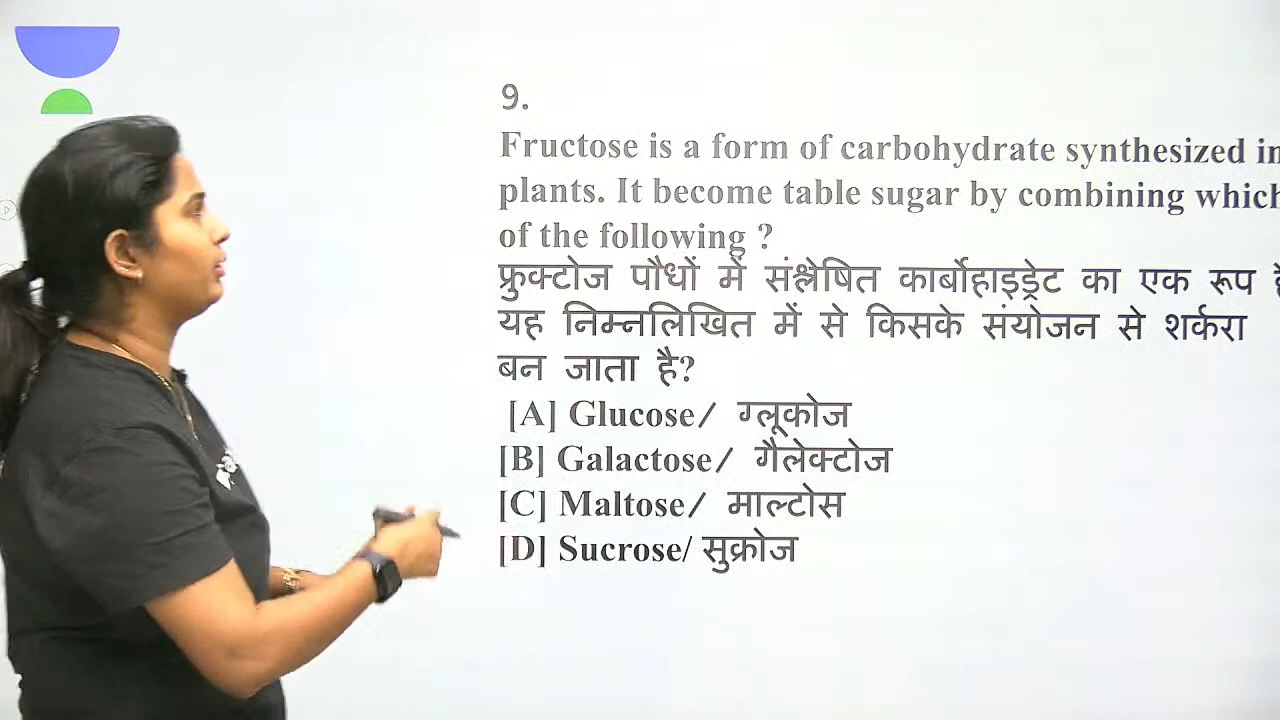 9.
Fructose is a form of carbohydrate synthesized in
plants. It become table sugar by combining which
of the following ?
फ्रुक्टोज पौधों में संश्लेषित कार्बोहाइड्रेट का एक रूप है
यह निम्नलिखित में से किसके संयोजन से शर्करा
बन जाता है?
[A] Glucose/ ग्लूकोज
[B] Galactose/ गैलेक्टोज
[C] Maltose/ माल्टोस
[D] Sucrose/ सुक्रोज